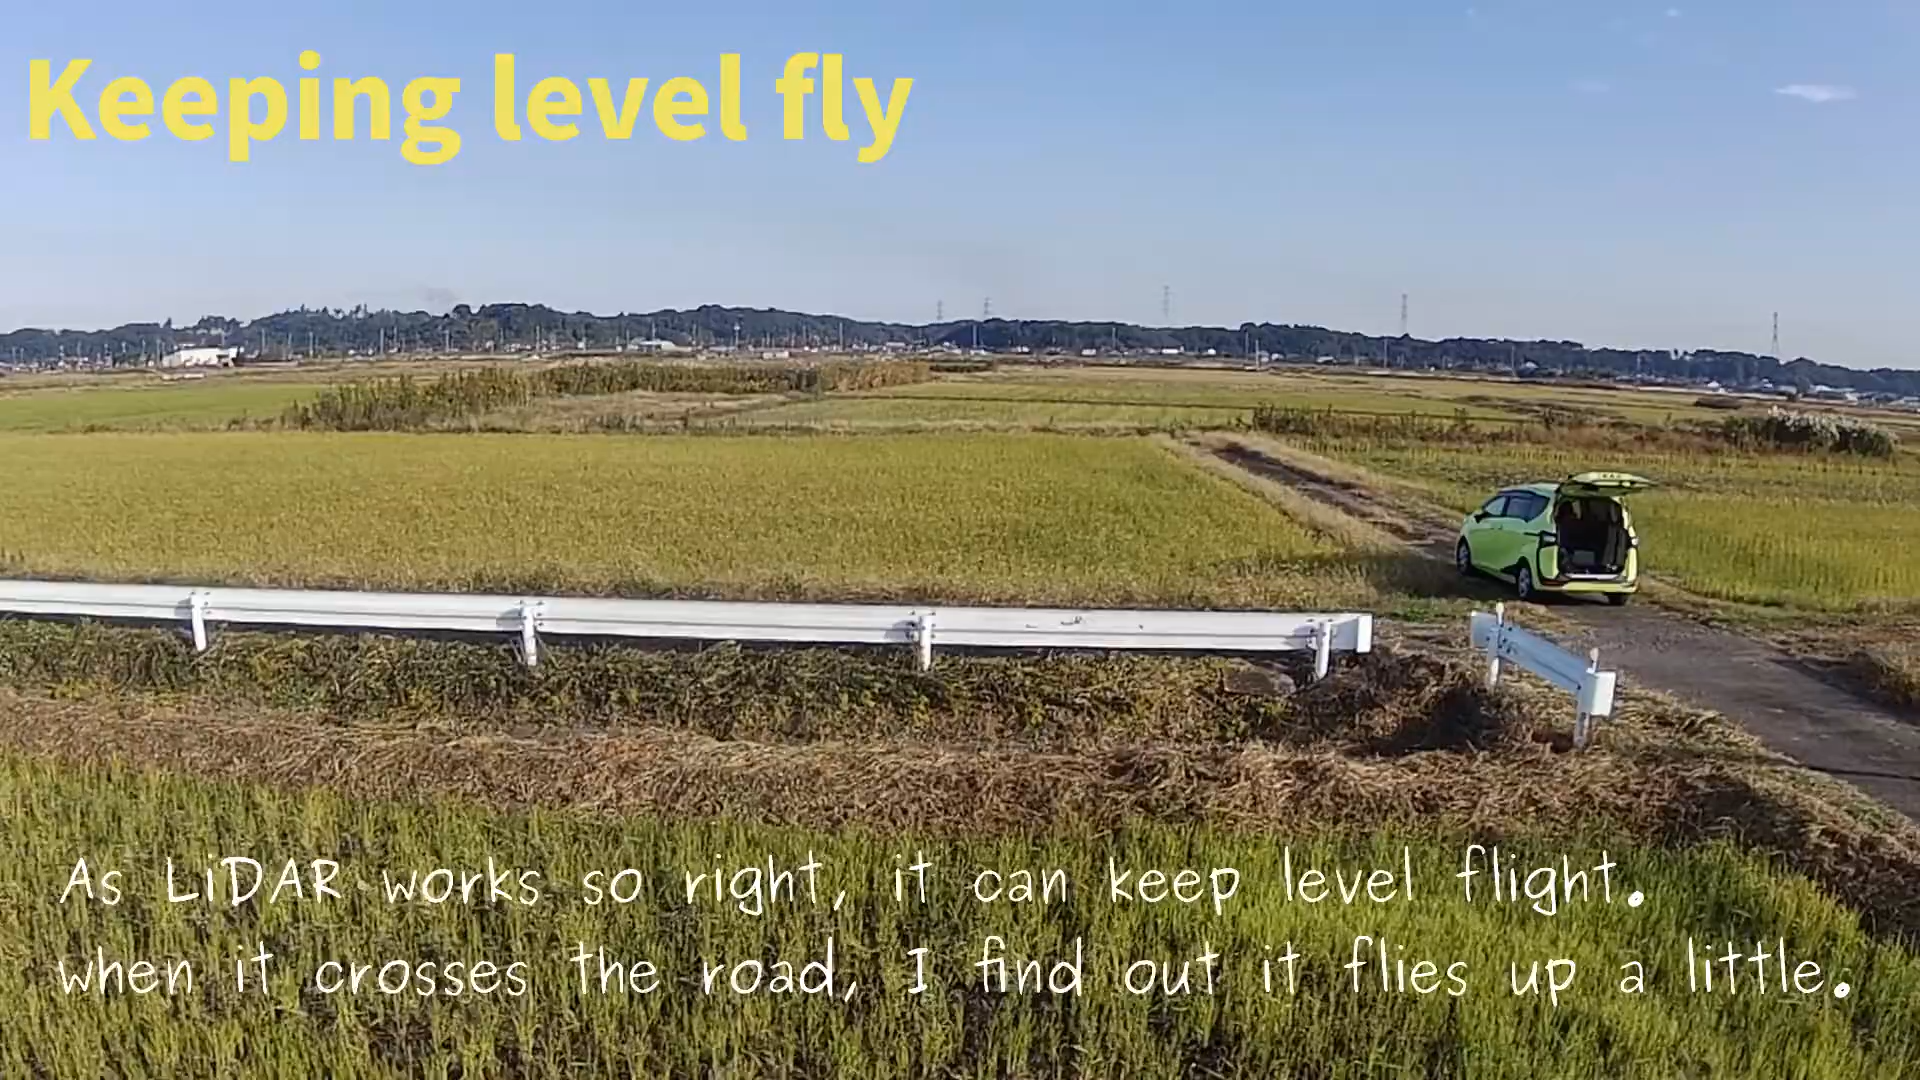 Keeping level fly
As LiDAR works so right, it can keep level flight.
when it crosses the road, I find out it flies up a little.